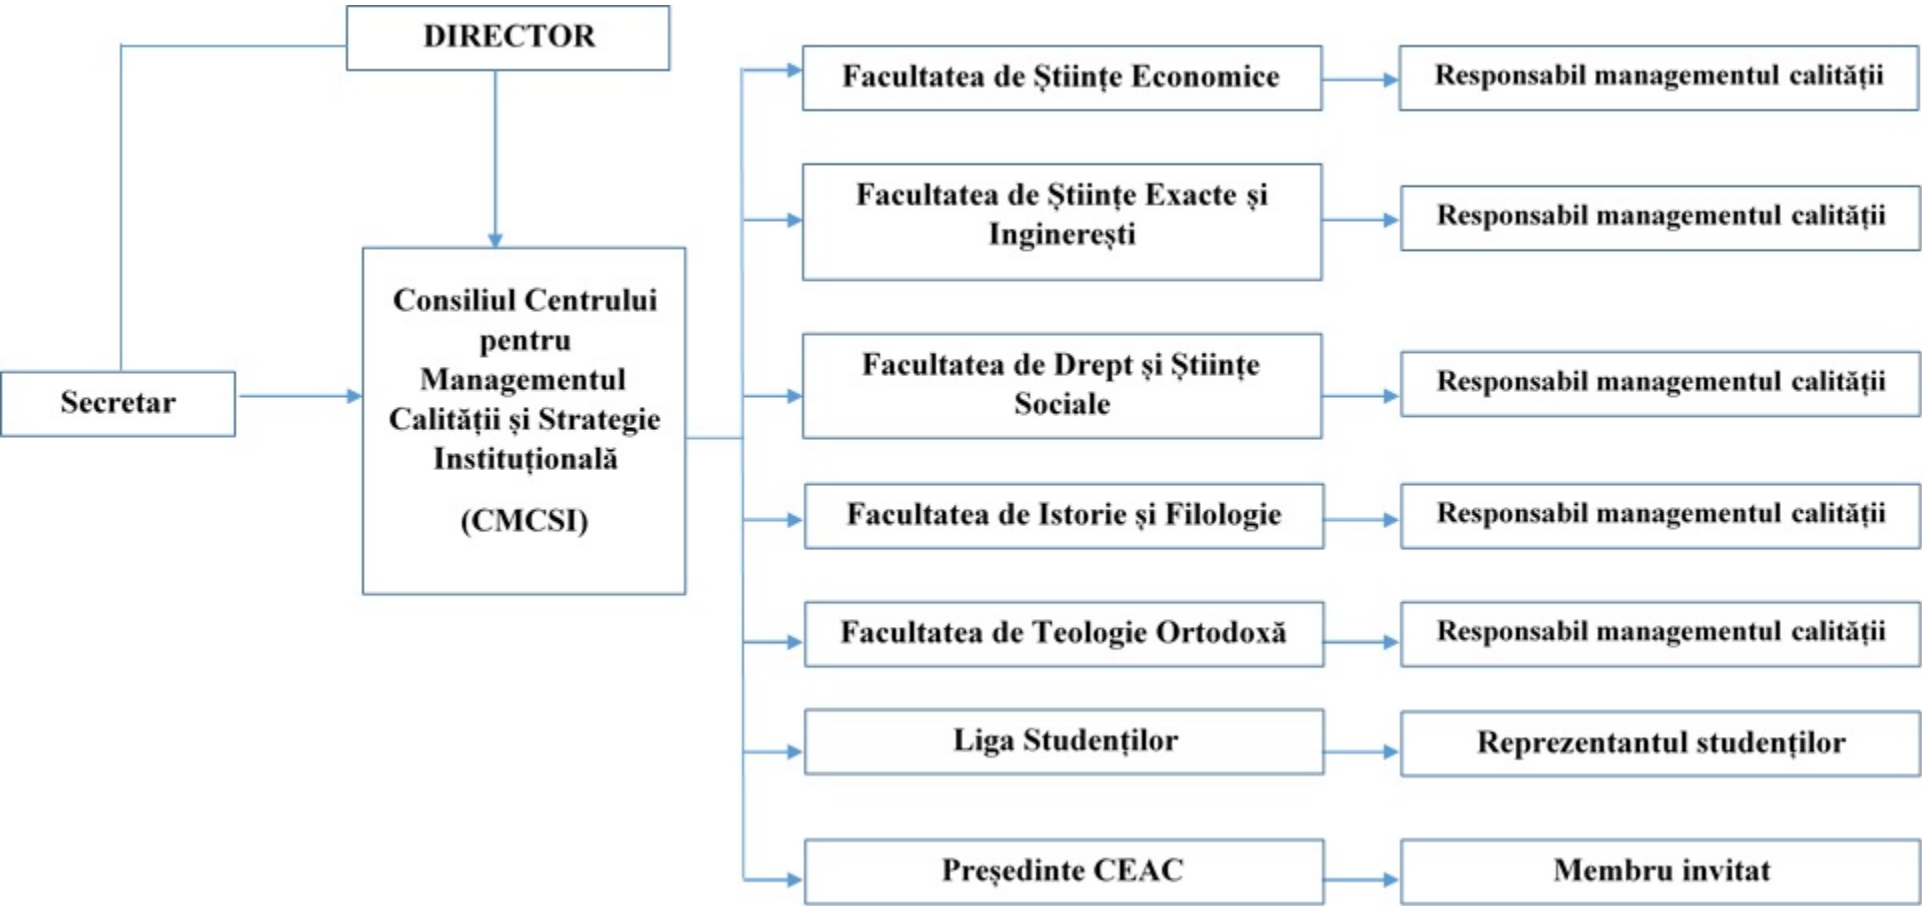 DIRECTOR
Secretar
Consiliul Centrului
pentru
Managementul
Calității și Strategie
Instituțională
(CMCSI)
Facultatea de Științe Economice
Responsabil managementul calității
Facultatea de Științe Exacte și
Inginerești
Responsabil managementul calității
Facultatea de Drept și Științe
Sociale
Responsabil managementul calității
Facultatea de Istorie și Filologie
Responsabil managementul calității
Facultatea de Teologie Ortodoxă
Responsabil managementul calității
Liga Studenților
Reprezentantul studenților
Președinte CEAC
Membru invitat